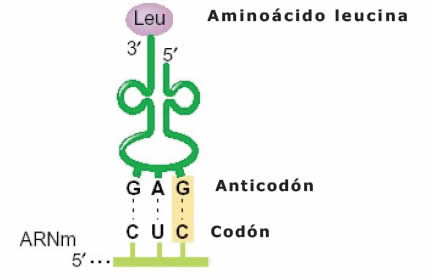 Leu Aminoácido leucina
3' 5'
G A G Anticodón
C U C Codón
ARNm
5'